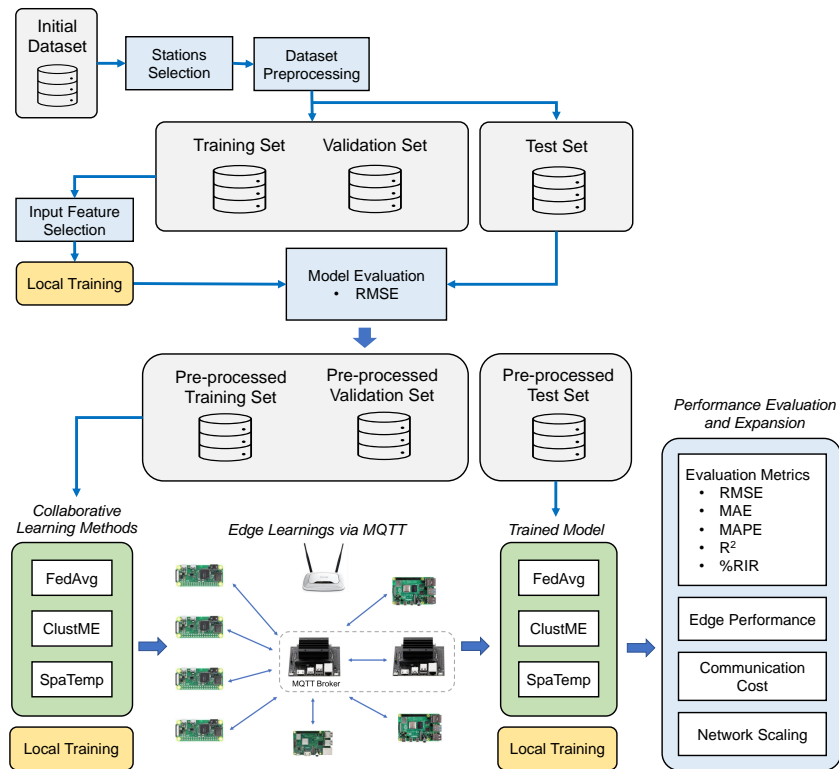 Initial
Dataset
Stations
Selection
Dataset
Preprocessing
Training Set
Validation Set
Test Set
Input Feature
Selection
Local Training
Model Evaluation
• RMSE
Pre-processed
Training Set
Pre-processed
Validation Set
Pre-processed
Test Set
Performance Evaluation
and Expansion
Evaluation Metrics
• RMSE
• MAE
• MAPE
• R²
• %RIR
Edge Performance
Communication
Cost
Network Scaling
Collaborative
Learning Methods
FedAvg
ClustME
SpaTemp
Local Training
Edge Learnings via MQTT
MQTT Broker
Trained Model
FedAvg
ClustME
SpaTemp
Local Training